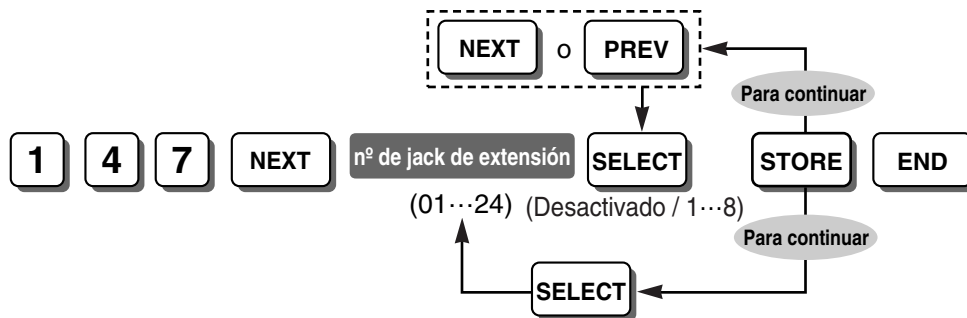 NEXT o PREV
Para continuar
1 4 7 NEXT nº de jack de extensión SELECT STORE END
(01···24) (Desactivado / 1···8)
Para continuar
SELECT